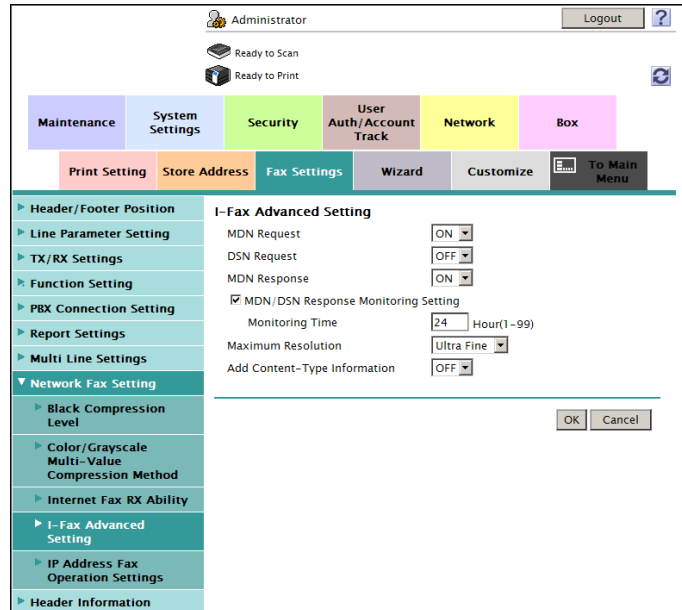 Administrator
Logout
?
Ready to Scan
Ready to Print
Maintenance
System
Settings
Security
User
Auth/Account
Track
Network
Box
Print Setting
Store Address
Fax Settings
Wizard
Customize
To Main
Menu
Header/Footer Position
Line Parameter Setting
TX/RX Settings
Function Setting
PBX Connection Setting
Report Settings
Multi Line Settings
Network Fax Setting
Black Compression
Level
Color/Grayscale
Multi-Value
Compression Method
Internet Fax RX Ability
I-Fax Advanced
Setting
IP Address Fax
Operation Settings
Header Information
I-Fax Advanced Setting
MDN Request ON
DSN Request OFF
MDN Response ON
MDN/DSN Response Monitoring Setting
Monitoring Time 24 Hour(1-99)
Maximum Resolution Ultra Fine
Add Content-Type Information OFF
OK Cancel